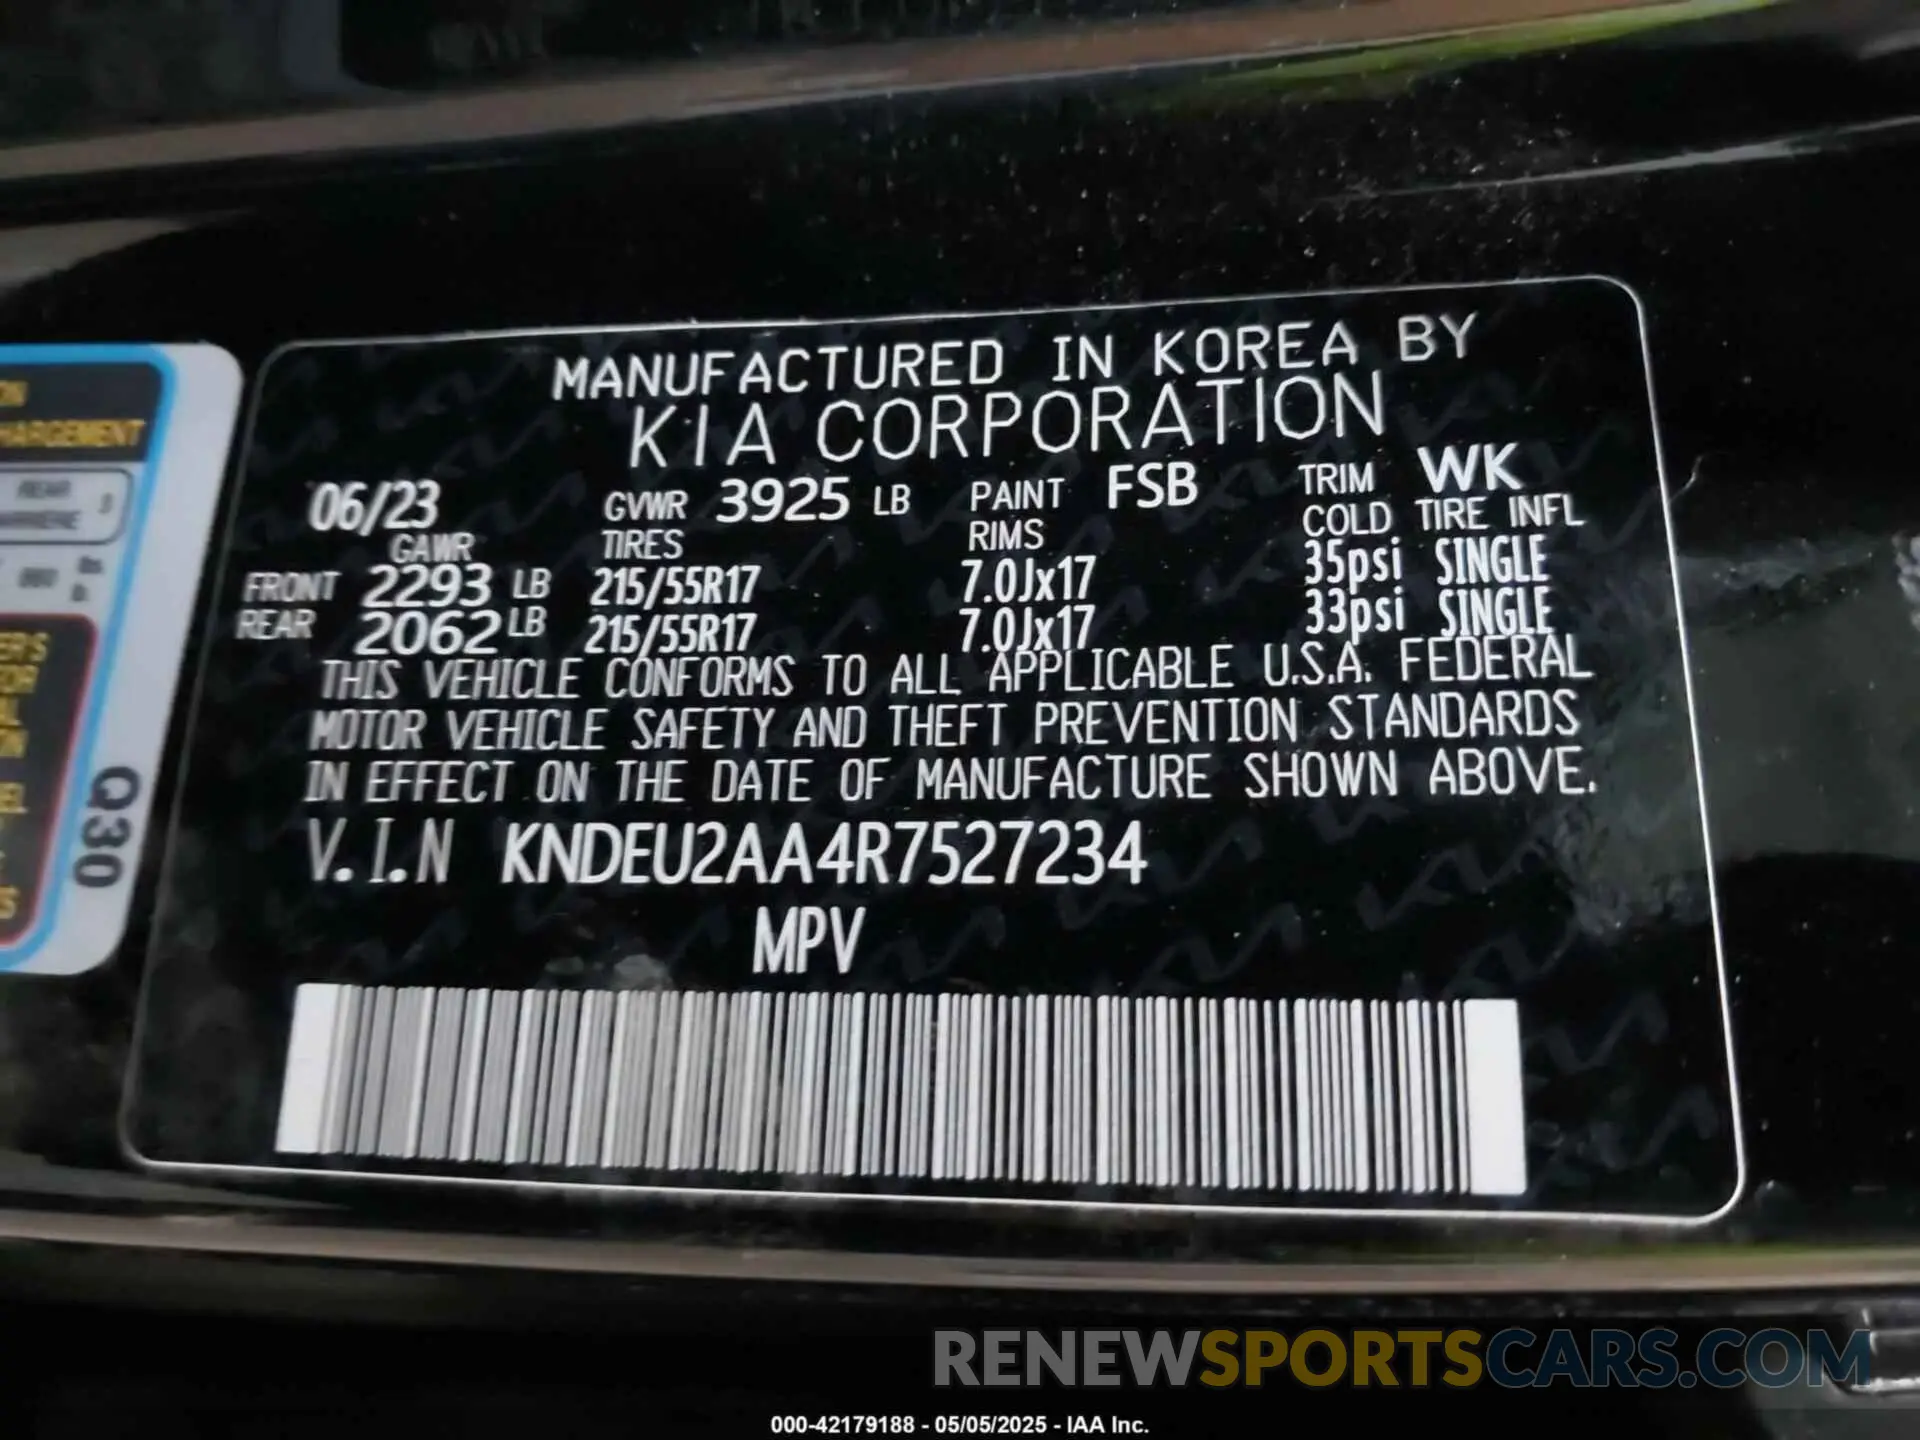 MANUFACTURED IN KOREA BY
KIA CORPORATION
06/23 GVWR 3925 LB PAINT FSB TRIM WK
GAWR TIRES RIMS COLD TIRE INFL
FRONT 2293 LB 215/55R17 7.0Jx17 35psi SINGLE
REAR 2062 LB 215/55R17 7.0Jx17 33psi SINGLE
THIS VEHICLE CONFORMS TO ALL APPLICABLE U.S.A. FEDERAL
MOTOR VEHICLE SAFETY AND THEFT PREVENTION STANDARDS
IN EFFECT ON THE DATE OF MANUFACTURE SHOWN ABOVE.
V.I.N KNDEU2AA4R7527234
MPV
REAR
Q30
RENEWSPORTSCARS.COM
000-42179188 - 05/05/2025 - IAA Inc.